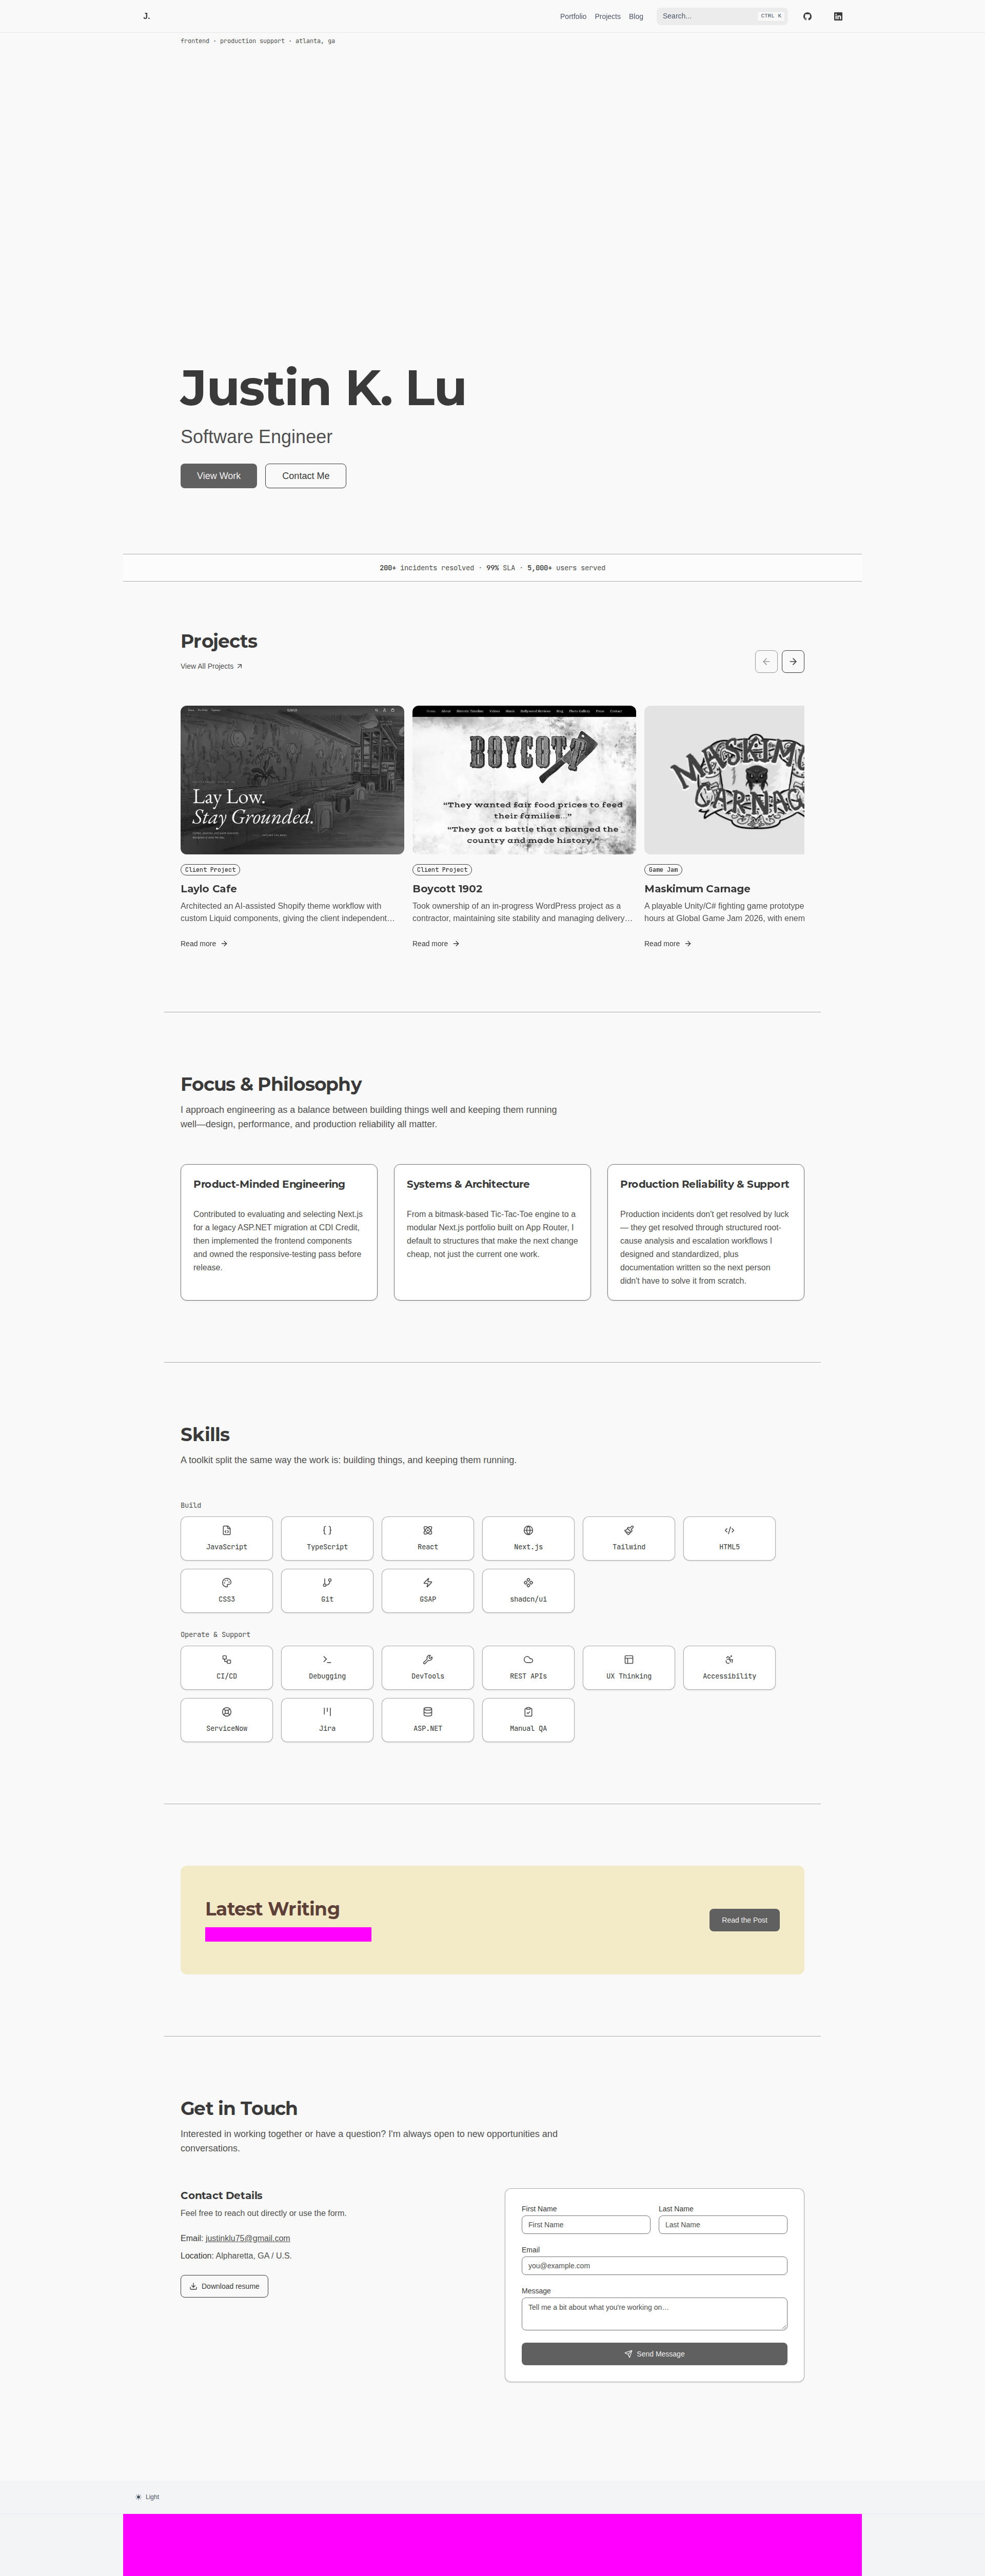 J.
Portfolio Projects Blog Search... CTRL K
frontend · production support · atlanta, ga
Justin K. Lu
Software Engineer
View Work Contact Me
200+ incidents resolved · 99% SLA · 5,000+ users served
Projects
View All Projects
Lay Low.
Stay Grounded.
BOYCOTT
"They wanted fair food prices to feed
their families..."
"They got a battle that changed the
country and made history."
Client Project
Laylo Cafe
Architected an AI-assisted Shopify theme workflow with
custom Liquid components, giving the client independent…
Read more
Client Project
Boycott 1902
Took ownership of an in-progress WordPress project as a
contractor, maintaining site stability and managing delivery…
Read more
Game Jam
Maskimum Carnage
A playable Unity/C# fighting game prototype
hours at Global Game Jam 2026, with enem
Read more
Focus & Philosophy
I approach engineering as a balance between building things well and keeping them running
well—design, performance, and production reliability all matter.
Product-Minded Engineering
Contributed to evaluating and selecting Next.js
for a legacy ASP.NET migration at CDI Credit,
then implemented the frontend components
and owned the responsive-testing pass before
release.
Systems & Architecture
From a bitmask-based Tic-Tac-Toe engine to a
modular Next.js portfolio built on App Router, I
default to structures that make the next change
cheap, not just the current one work.
Production Reliability & Support
Production incidents don't get resolved by luck
— they get resolved through structured root-
cause analysis and escalation workflows I
designed and standardized, plus
documentation written so the next person
didn't have to solve it from scratch.
Skills
A toolkit split the same way the work is: building things, and keeping them running.
Build
JavaScript TypeScript React Next.js Tailwind HTML5
CSS3 Git GSAP shadcn/ui
Operate & Support
CI/CD Debugging DevTools REST APIs UX Thinking Accessibility
ServiceNow Jira ASP.NET Manual QA
Latest Writing
Read the Post
Get in Touch
Interested in working together or have a question? I'm always open to new opportunities and
conversations.
Contact Details
Feel free to reach out directly or use the form.
Email: justinklu75@gmail.com
Location: Alpharetta, GA / U.S.
Download resume
First Name Last Name
First Name Last Name
Email
you@example.com
Message
Tell me a bit about what you're working on…
Send Message
Light